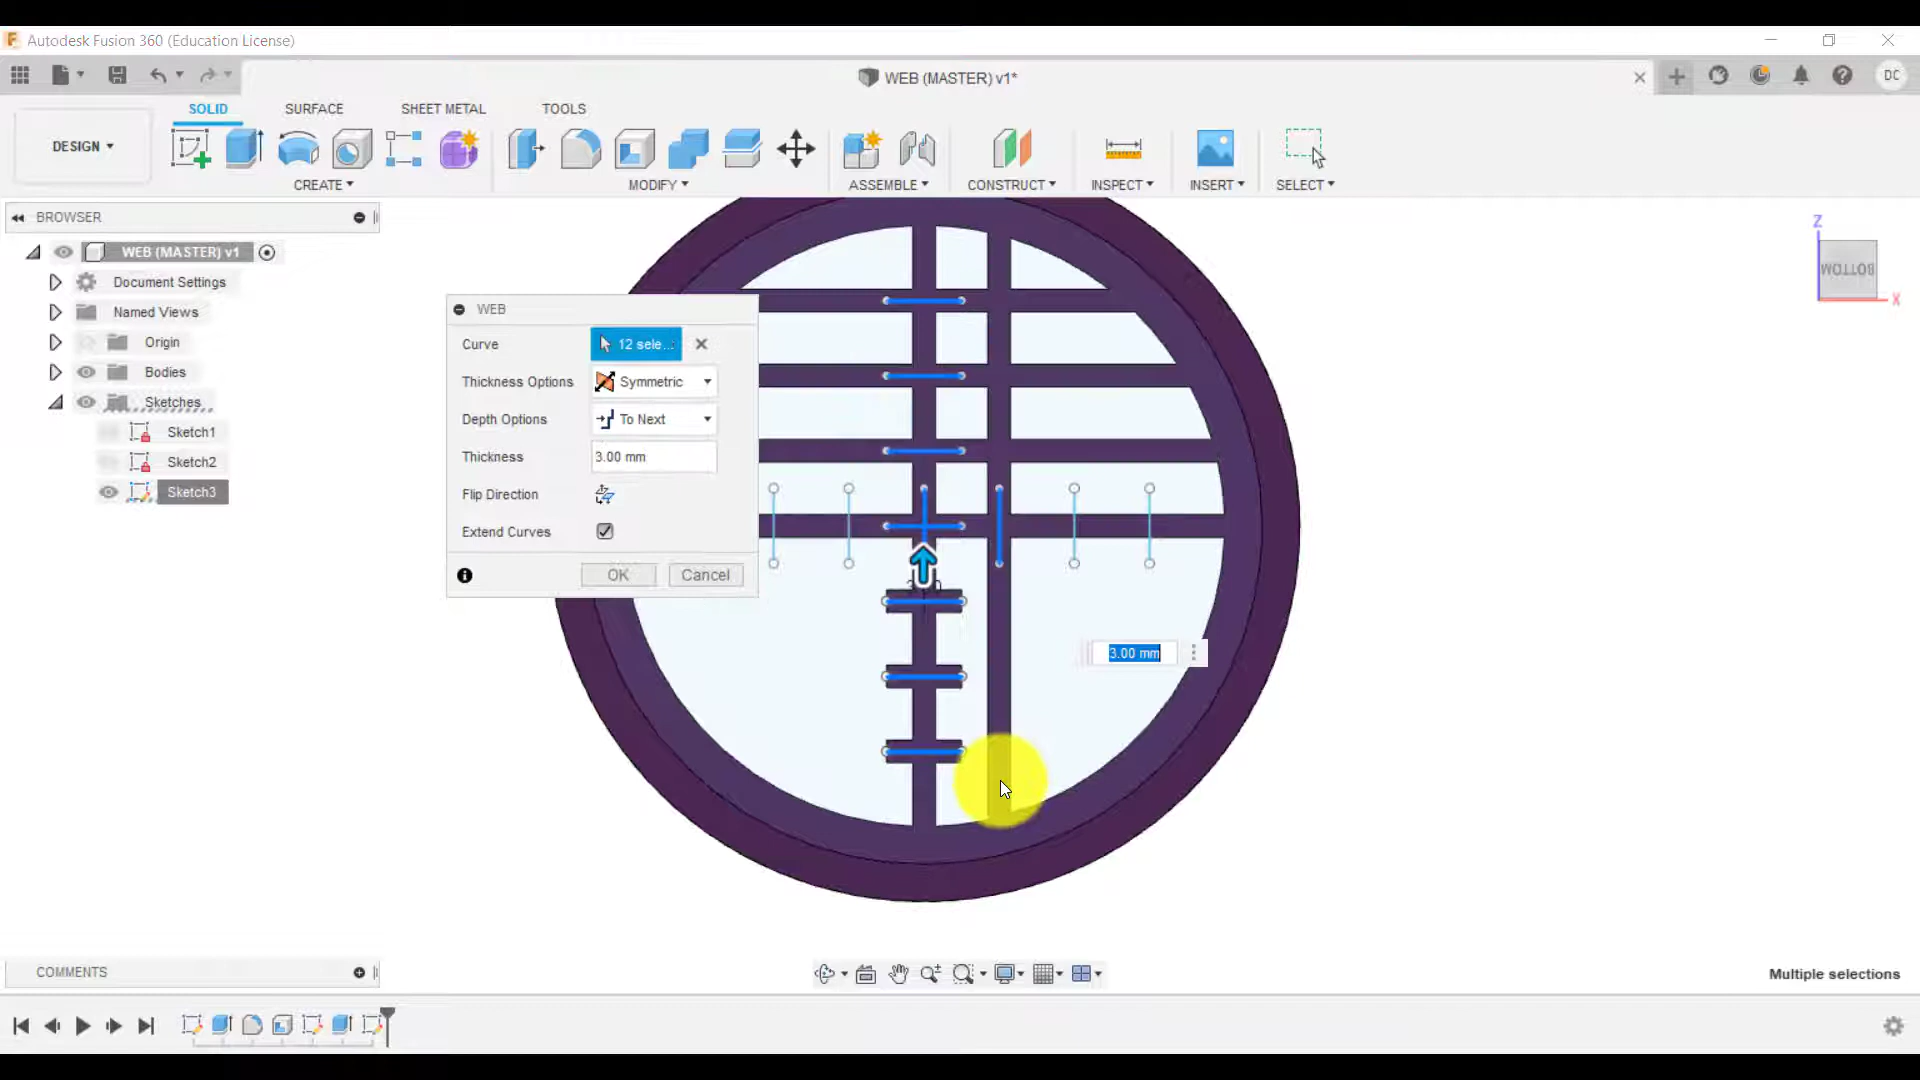 Autodesk Fusion 360 (Education License)
WEB (MASTER) v1*
DC
SOLID
SURFACE
SHEET METAL
TOOLS
DESIGN
CREATE
MODIFY
ASSEMBLE
CONSTRUCT
INSPECT
INSERT
SELECT
BROWSER
WEB (MASTER) v1
Document Settings
Named Views
Origin
Bodies
Sketches
Sketch1
Sketch2
Sketch3
WEB
Curve
12 sele...
Thickness Options
Symmetric
Depth Options
To Next
Thickness
3.00 mm
Flip Direction
Extend Curves
OK
Cancel
3.00 mm
Z
BOTTOM
X
COMMENTS
Multiple selections